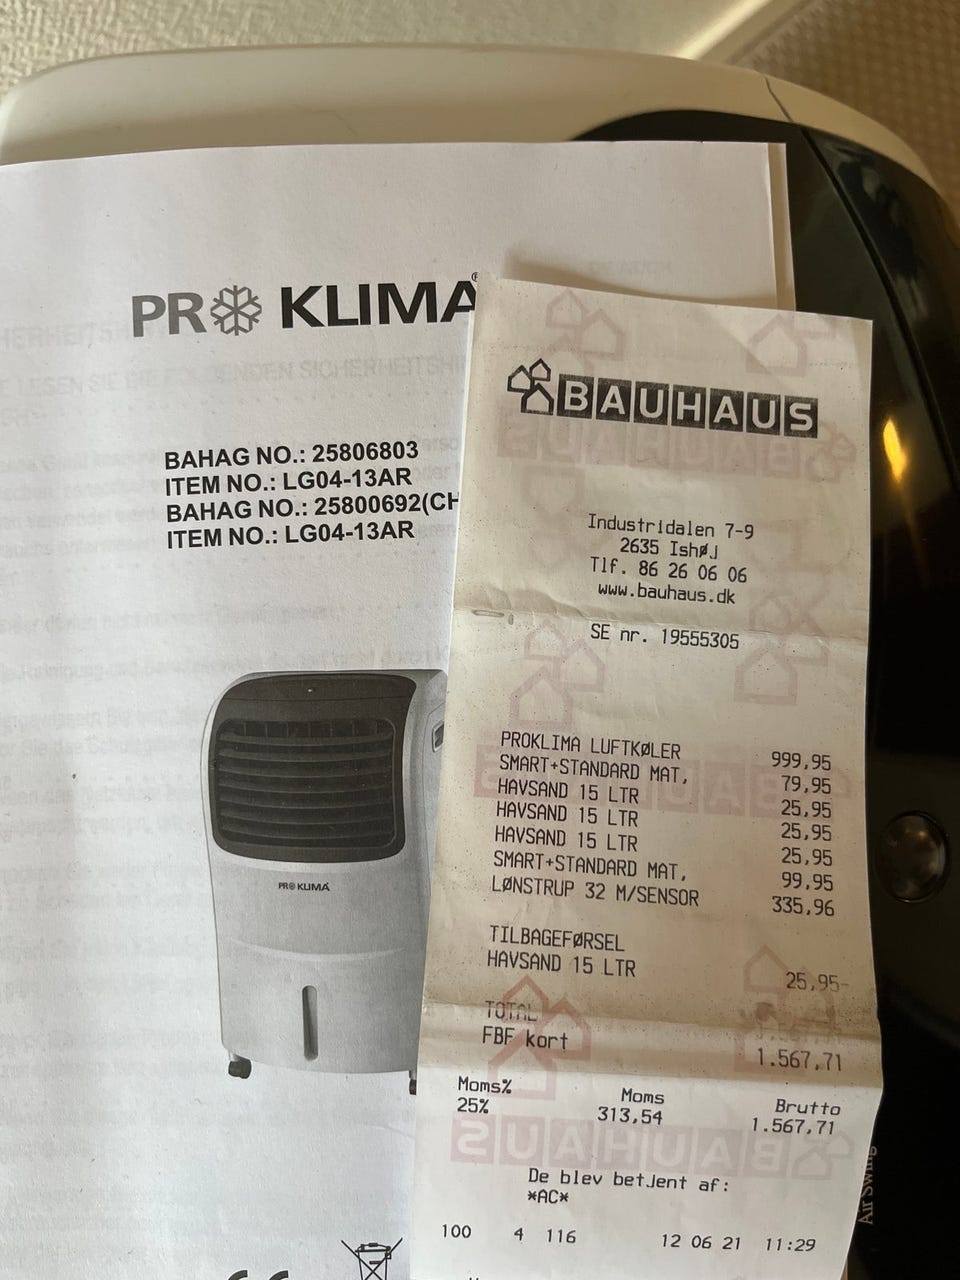 PRO KLIMA
BAHAG NO.: 25806803
ITEM NO.: LG04-13AR
BAHAG NO.: 25800692(CH
ITEM NO.: LG04-13AR
PRO KLIMA
BAUHAUS
Industridalen 7-9
2635 Ishøj
Tlf. 86 26 06 06
www.bauhaus.dk
SE nr. 19555305
PROKLIMA LUFTKØLER 999,95
SMART+STANDARD MAT, 79,95
HAVSAND 15 LTR 25,95
HAVSAND 15 LTR 25,95
HAVSAND 15 LTR 25,95
SMART+STANDARD MAT, 99,95
LØNSTRUP 32 M/SENSOR 335,96
TILBAGEFØRSEL
HAVSAND 15 LTR 25,95-
TOTAL
FBF kort 1.567,71
Moms% Moms Brutto
25% 313,54 1.567,71
De blev betjent af:
*AC*
100 4 116 12 06 21 11:29
Air Swing